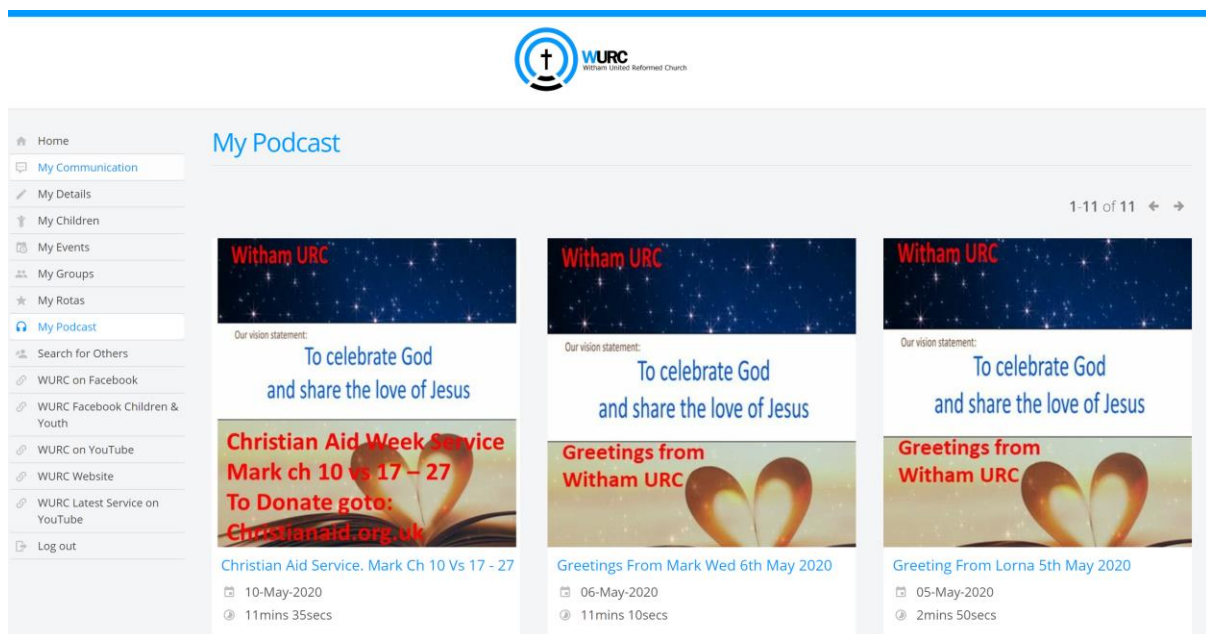 WURC
Witham United Reformed Church
Home
My Communication
My Details
My Children
My Events
My Groups
My Rotas
My Podcast
Search for Others
WURC on Facebook
WURC Facebook Children &
Youth
WURC on YouTube
WURC Website
WURC Latest Service on
YouTube
Log out
My Podcast
1-11 of 11
Witham URC
Our vision statement:
To celebrate God
and share the love of Jesus
Christian Aid Week Service
Mark ch 10 vs 17 – 27
To Donate goto:
Christianaid.org.uk
Christian Aid Service. Mark Ch 10 Vs 17 - 27
10-May-2020
11mins 35secs
Witham URC
Our vision statement:
To celebrate God
and share the love of Jesus
Greetings from
Witham URC
Greetings From Mark Wed 6th May 2020
06-May-2020
11mins 10secs
Witham URC
Our vision statement:
To celebrate God
and share the love of Jesus
Greetings from
Witham URC
Greeting From Lorna 5th May 2020
05-May-2020
2mins 50secs